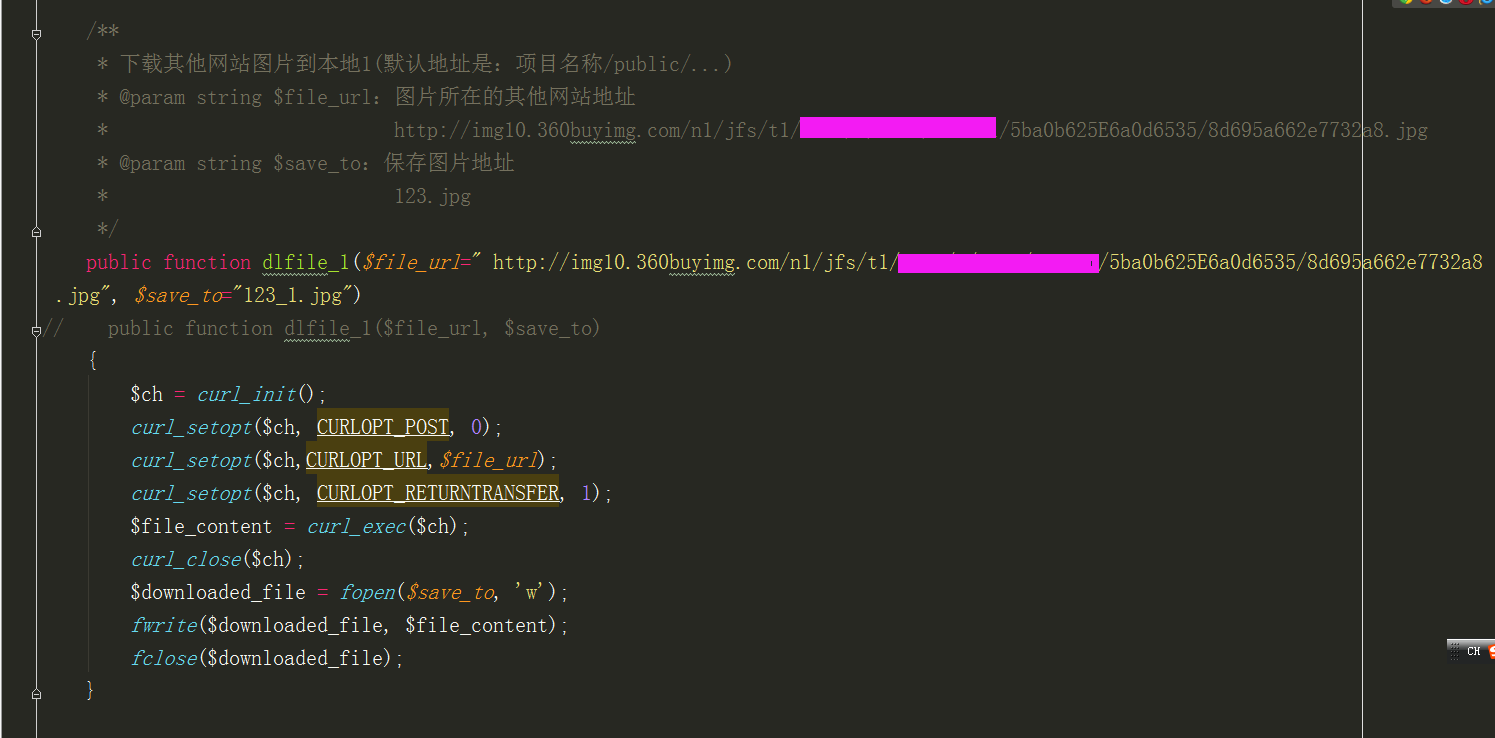 /**
* 下载其他网站图片到本地1(默认地址是：项目名称/public/...)
* @param string $file_url：图片所在的其他网站地址
* http://img10.360buyimg.com/n1/jfs/t1/ /5ba0b625E6a0d6535/8d695a662e7732a8.jpg
* @param string $save_to：保存图片地址
* 123.jpg
*/
public function dlfile_1($file_url=" http://img10.360buyimg.com/n1/jfs/t1/ /5ba0b625E6a0d6535/8d695a662e7732a8
.jpg", $save_to="123_1.jpg")
// public function dlfile_1($file_url, $save_to)
{
$ch = curl_init();
curl_setopt($ch, CURLOPT_POST, 0);
curl_setopt($ch,CURLOPT_URL,$file_url);
curl_setopt($ch, CURLOPT_RETURNTRANSFER, 1);
$file_content = curl_exec($ch);
curl_close($ch);
$downloaded_file = fopen($save_to, 'w');
fwrite($downloaded_file, $file_content);
fclose($downloaded_file);
}
CH